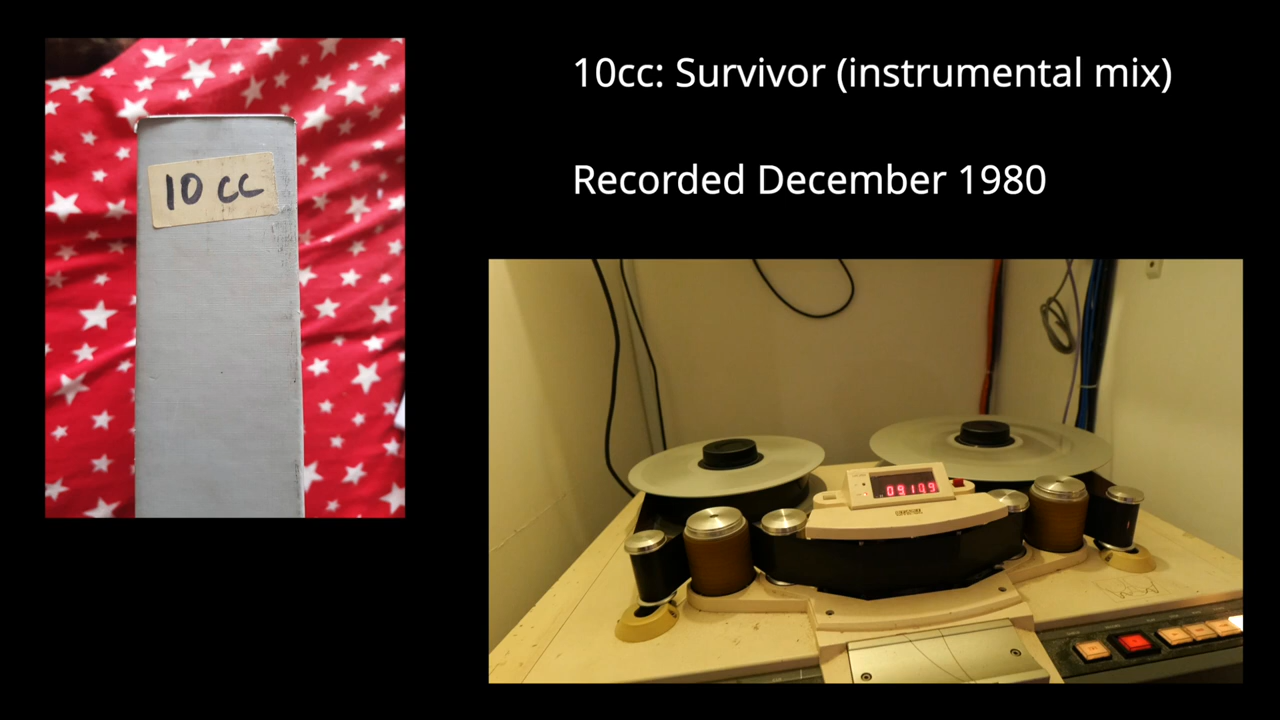 10cc: Survivor (instrumental mix)
Recorded December 1980
10 cc
09109